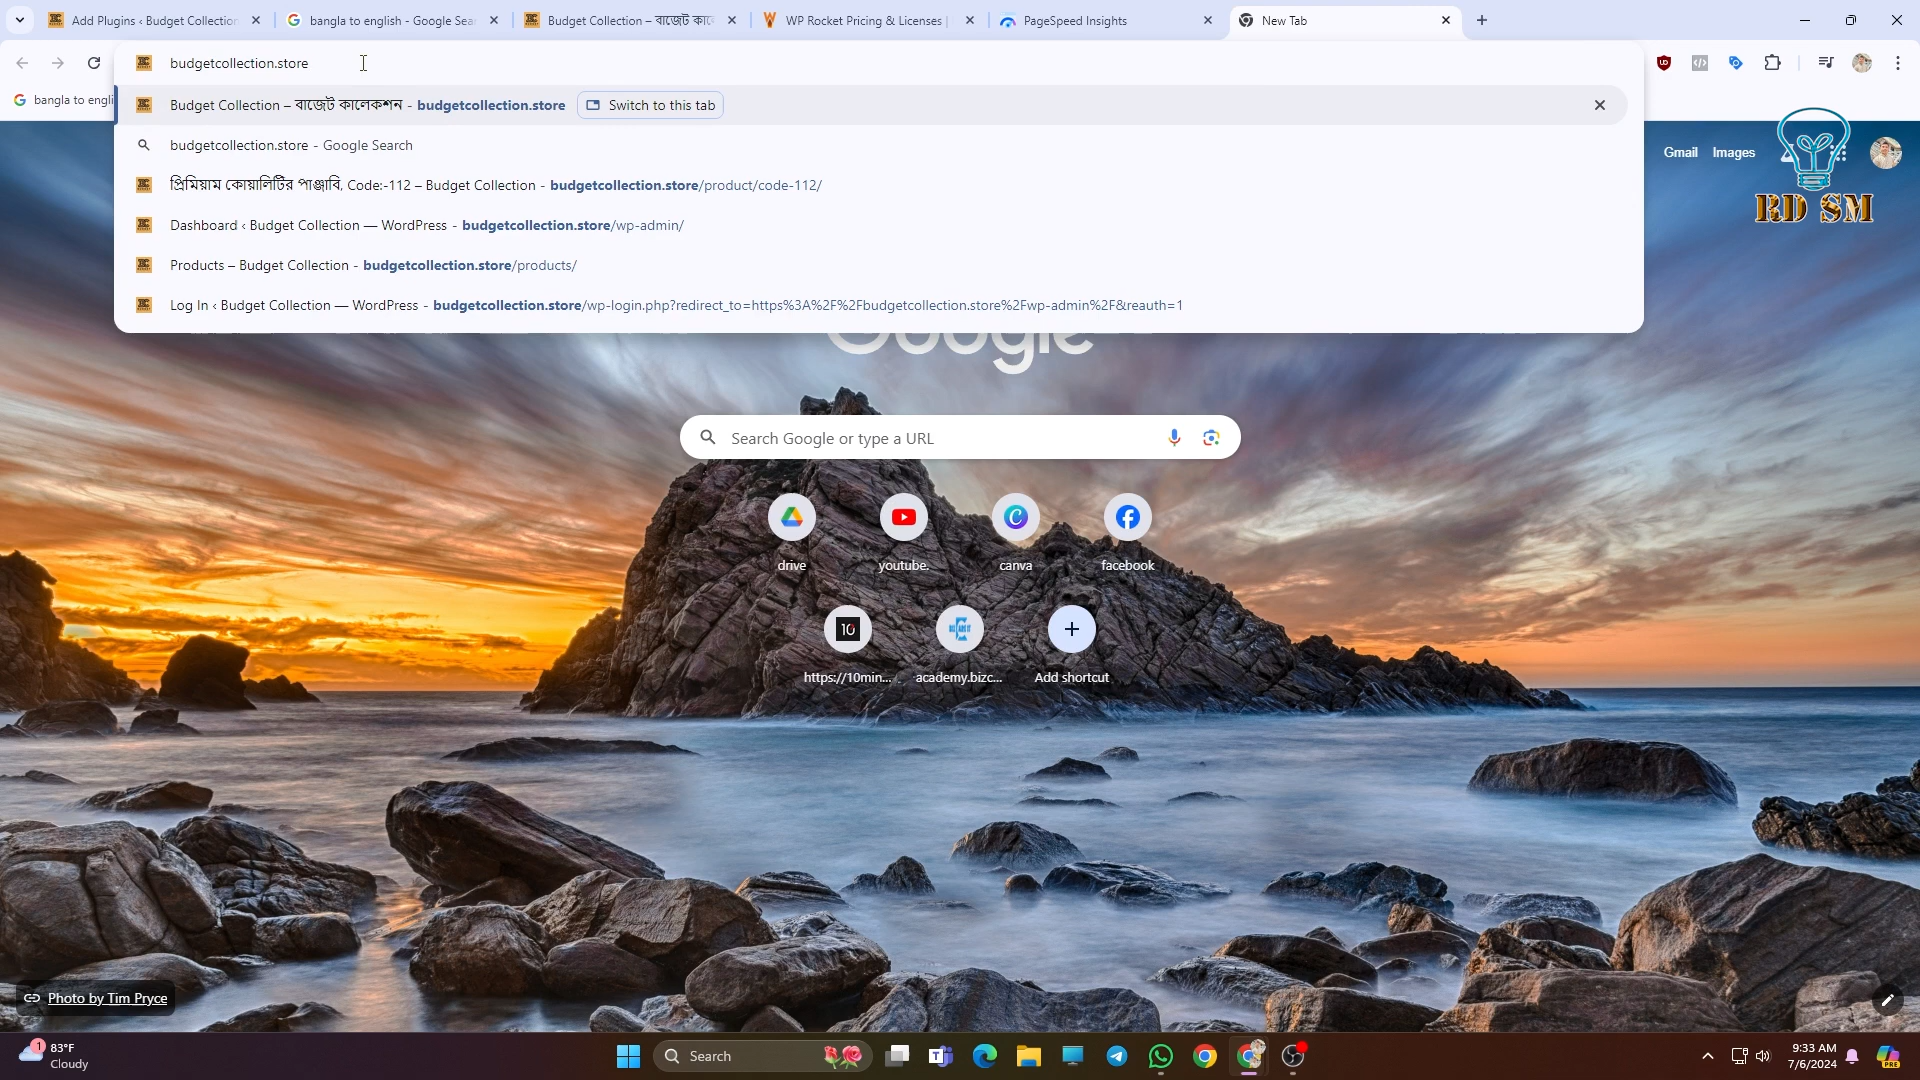 Add Plugins ‹ Budget Collection
bangla to english - Google Sear
Budget Collection – বাজেট কালে
WP Rocket Pricing & Licenses |
PageSpeed Insights
New Tab
budgetcollection.store
bangla to engli
Budget Collection – বাজেট কালেকশন - budgetcollection.store
Switch to this tab
budgetcollection.store - Google Search
প্রিমিয়াম কোয়ালিটির পাঞ্জাবি, Code:-112 – Budget Collection - budgetcollection.store/product/code-112/
Dashboard ‹ Budget Collection — WordPress - budgetcollection.store/wp-admin/
Products – Budget Collection - budgetcollection.store/products/
Log In ‹ Budget Collection — WordPress - budgetcollection.store/wp-login.php?redirect_to=https%3A%2F%2Fbudgetcollection.store%2Fwp-admin%2F&reauth=1
Gmail
Images
RD SM
Google
Search Google or type a URL
drive
youtube.
canva
facebook
10
https://10min...
academy.bizc...
Add shortcut
Photo by Tim Pryce
1
83°F
Cloudy
Search
9:33 AM
7/6/2024
PRE